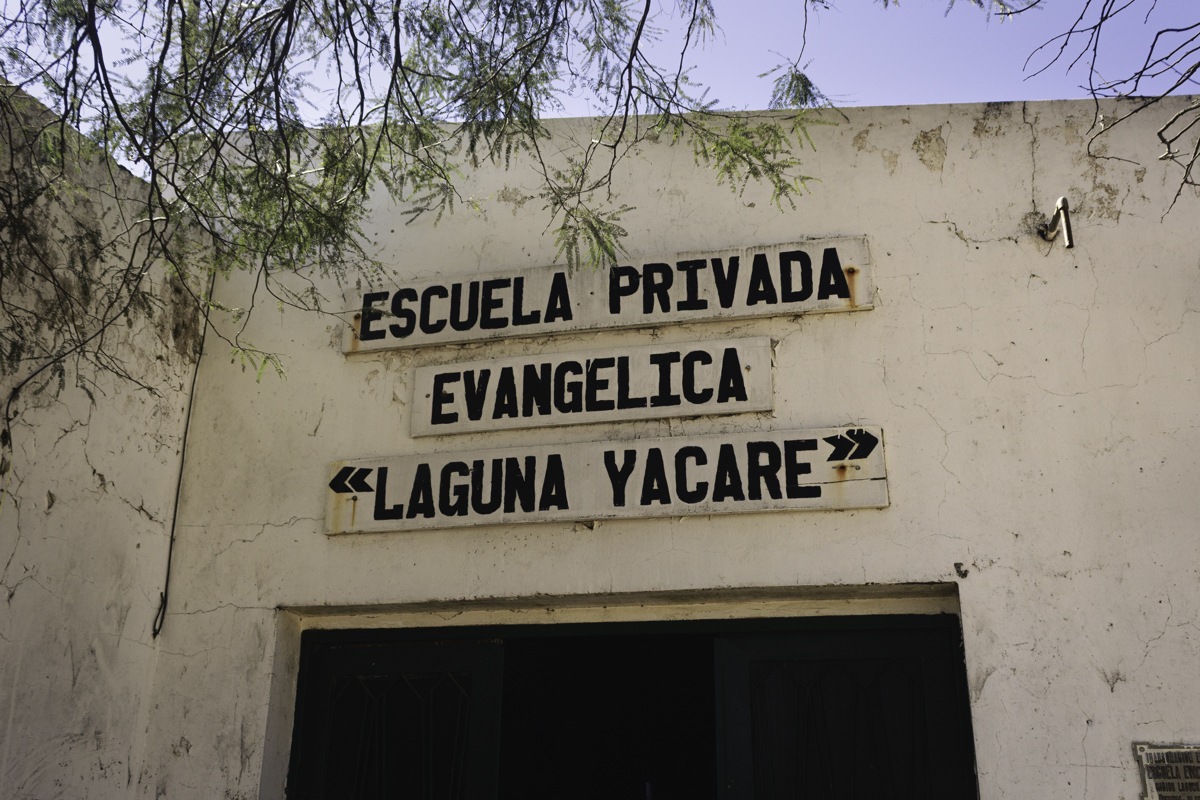 ESCUELA PRIVADA
EVANGELICA
«LAGUNA YACARE»